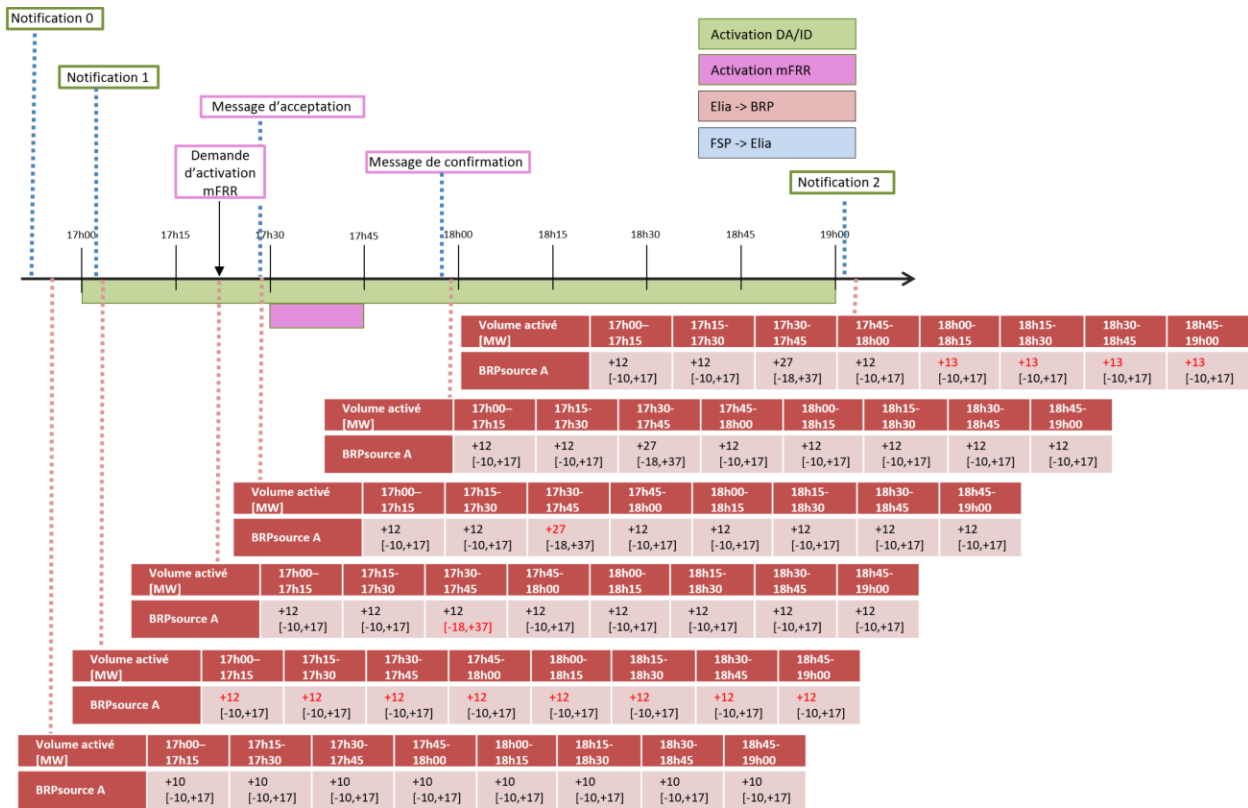 Notification 0
Activation DA/ID
Notification 1
Activation mFRR
Message d'acceptation
Elia -> BRP
FSP -> Elia
Demande
d'activation
mFRR
Message de confirmation
Notification 2
17h00 17h15 17h30 17h45 18h00 18h15 18h30 18h45 19h00
Volume activé 17h00– 17h15- 17h30- 17h45- 18h00- 18h15- 18h30- 18h45-
[MW] 17h15 17h30 17h45 18h00 18h15 18h30 18h45 19h00
BRPsource A +12 +12 +27 +12 +13 +13 +13 +13
[-10,+17] [-10,+17] [-18,+37] [-10,+17] [-10,+17] [-10,+17] [-10,+17] [-10,+17]
Volume activé 17h00– 17h15- 17h30- 17h45- 18h00- 18h15- 18h30- 18h45-
[MW] 17h15 17h30 17h45 18h00 18h15 18h30 18h45 19h00
BRPsource A +12 +12 +27 +12 +12 +12 +12 +12
[-10,+17] [-10,+17] [-18,+37] [-10,+17] [-10,+17] [-10,+17] [-10,+17] [-10,+17]
Volume activé 17h00– 17h15- 17h30- 17h45- 18h00- 18h15- 18h30- 18h45-
[MW] 17h15 17h30 17h45 18h00 18h15 18h30 18h45 19h00
BRPsource A +12 +12 +27 +12 +12 +12 +12 +12
[-10,+17] [-10,+17] [-18,+37] [-10,+17] [-10,+17] [-10,+17] [-10,+17] [-10,+17]
Volume activé 17h00– 17h15- 17h30- 17h45- 18h00- 18h15- 18h30- 18h45-
[MW] 17h15 17h30 17h45 18h00 18h15 18h30 18h45 19h00
BRPsource A +12 +12 +12 +12 +12 +12 +12 +12
[-10,+17] [-10,+17] [-18,+37] [-10,+17] [-10,+17] [-10,+17] [-10,+17] [-10,+17]
Volume activé 17h00– 17h15- 17h30- 17h45- 18h00- 18h15- 18h30- 18h45-
[MW] 17h15 17h30 17h45 18h00 18h15 18h30 18h45 19h00
BRPsource A +12 +12 +12 +12 +12 +12 +12 +12
[-10,+17] [-10,+17] [-10,+17] [-10,+17] [-10,+17] [-10,+17] [-10,+17] [-10,+17]
Volume activé 17h00– 17h15- 17h30- 17h45- 18h00- 18h15- 18h30- 18h45-
[MW] 17h15 17h30 17h45 18h00 18h15 18h30 18h45 19h00
BRPsource A +10 +10 +10 +10 +10 +10 +10 +10
[-10,+17] [-10,+17] [-10,+17] [-10,+17] [-10,+17] [-10,+17] [-10,+17] [-10,+17]